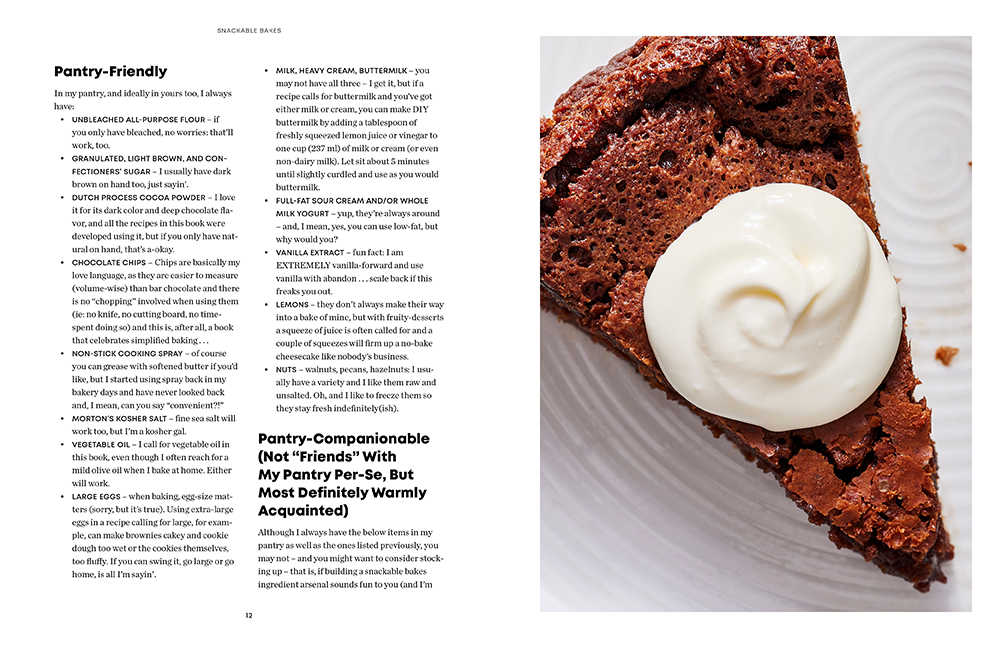 SNACKABLE BAKES
Pantry-Friendly
In my pantry, and ideally in yours too, I always
have:
• UNBLEACHED ALL-PURPOSE FLOUR – if
you only have bleached, no worries: that'll
work, too.
• GRANULATED, LIGHT BROWN, AND CON-
FECTIONERS' SUGAR – I usually have dark
brown on hand too, just sayin'.
• DUTCH PROCESS COCOA POWDER – I love
it for its dark color and deep chocolate fla-
vor, and all the recipes in this book were
developed using it, but if you only have nat-
ural on hand, that's a-okay.
• CHOCOLATE CHIPS – Chips are basically my
love language, as they are easier to measure
(volume-wise) than bar chocolate and there
is no “chopping” involved when using them
(ie: no knife, no cutting board, no time-
spent doing so) and this is, after all, a book
that celebrates simplified baking . . .
• NON-STICK COOKING SPRAY – of course
you can grease with softened butter if you'd
like, but I started using spray back in my
bakery days and have never looked back
and, I mean, can you say “convenient?!”
• MORTON'S KOSHER SALT – fine sea salt will
work too, but I'm a kosher gal.
• VEGETABLE OIL – I call for vegetable oil in
this book, even though I often reach for a
mild olive oil when I bake at home. Either
will work.
• LARGE EGGS – when baking, egg-size mat-
ters (sorry, but it's true). Using extra-large
eggs in a recipe calling for large, for exam-
ple, can make brownies cakey and cookie
dough too wet or the cookies themselves,
too fluffy. If you can swing it, go large or go
home, is all I'm sayin'.
• MILK, HEAVY CREAM, BUTTERMILK – you
may not have all three – I get it, but if a
recipe calls for buttermilk and you've got
either milk or cream, you can make DIY
buttermilk by adding a tablespoon of
freshly squeezed lemon juice or vinegar to
one cup (237 ml) of milk or cream (or even
non-dairy milk). Let sit about 5 minutes
until slightly curdled and use as you would
buttermilk.
• FULL-FAT SOUR CREAM AND/OR WHOLE
MILK YOGURT – yup, they're always around
– and, I mean, yes, you can use low-fat, but
why would you?
• VANILLA EXTRACT – fun fact: I am
EXTREMELY vanilla-forward and use
vanilla with abandon . . . scale back if this
freaks you out.
• LEMONS – they don't always make their way
into a bake of mine, but with fruity-desserts
a squeeze of juice is often called for and a
couple of squeezes will firm up a no-bake
cheesecake like nobody's business.
• NUTS – walnuts, pecans, hazelnuts: I usu-
ally have a variety and I like them raw and
unsalted. Oh, and I like to freeze them so
they stay fresh indefinitely(ish).
Pantry-Companionable
(Not “Friends” With
My Pantry Per-Se, But
Most Definitely Warmly
Acquainted)
Although I always have the below items in my
pantry as well as the ones listed previously, you
may not – and you might want to consider stock-
ing up – that is, if building a snackable bakes
ingredient arsenal sounds fun to you (and I'm
12